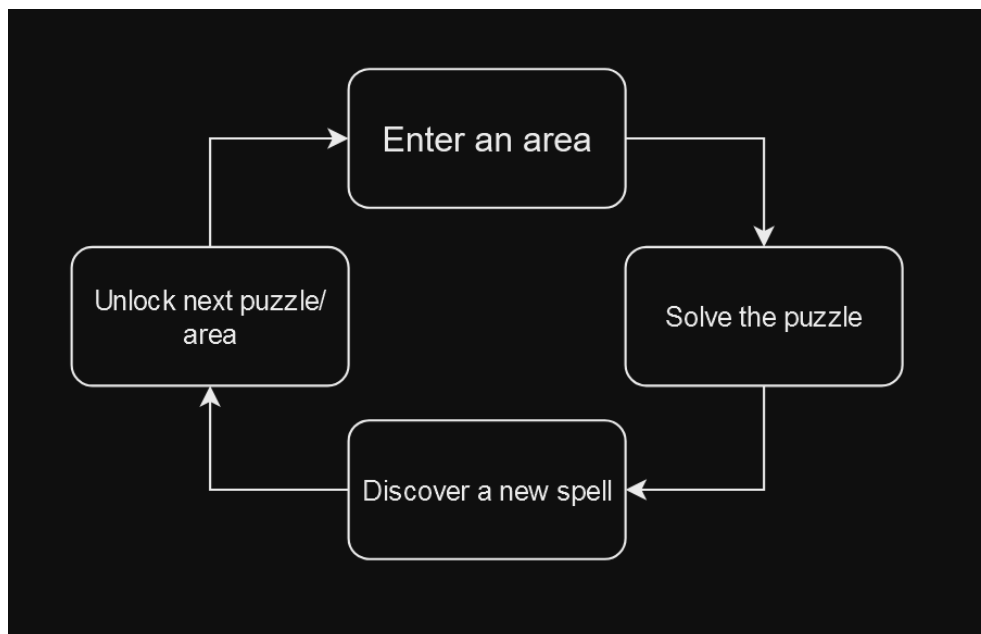 Enter an area
Solve the puzzle
Discover a new spell
Unlock next puzzle/
area